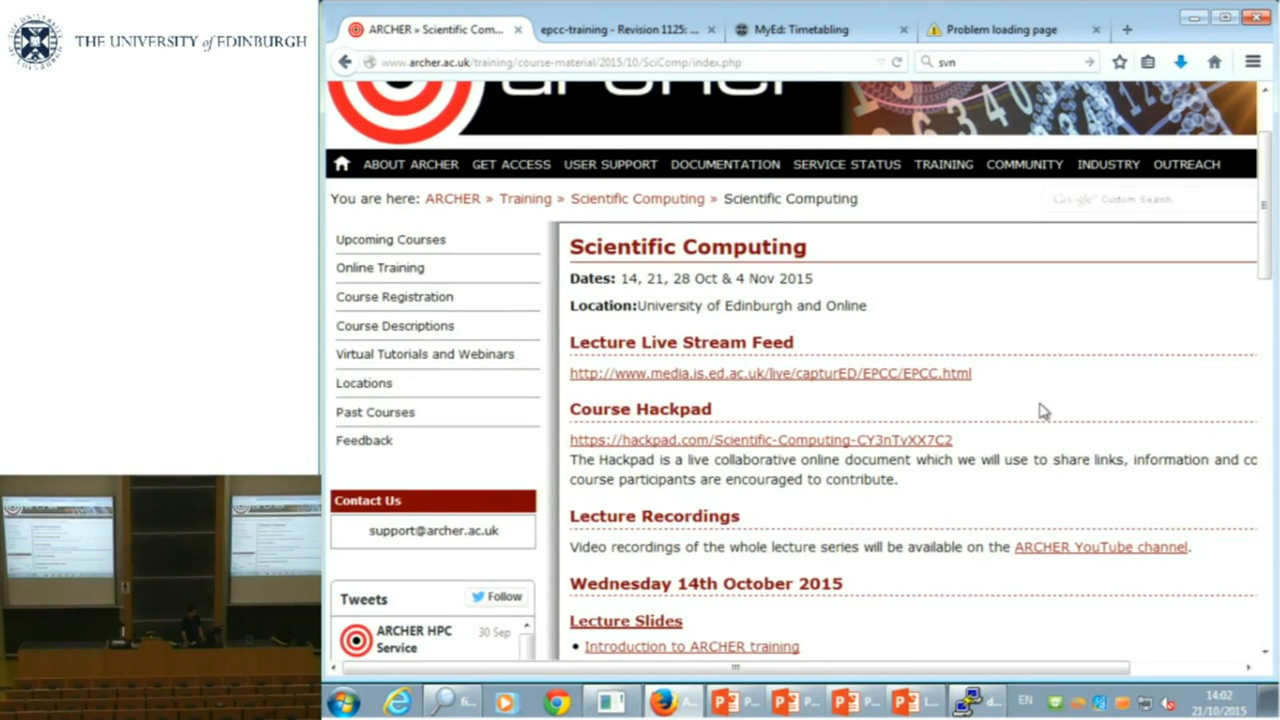 THE UNIVERSITY of EDINBURGH
ARCHER » Scientific Com...
epcc-training - Revision 1125: ...
MyEd: Timetabling
Problem loading page
www.archer.ac.uk/training/course-material/2015/10/SciComp/index.php
svn
ABOUT ARCHER GET ACCESS USER SUPPORT DOCUMENTATION SERVICE STATUS TRAINING COMMUNITY INDUSTRY OUTREACH
You are here: ARCHER » Training » Scientific Computing » Scientific Computing
Google™ Custom Search
Upcoming Courses
Online Training
Course Registration
Course Descriptions
Virtual Tutorials and Webinars
Locations
Past Courses
Feedback
Contact Us
support@archer.ac.uk
Tweets
Follow
ARCHER HPC
Service
30 Sep
Scientific Computing
Dates: 14, 21, 28 Oct & 4 Nov 2015
Location:University of Edinburgh and Online
Lecture Live Stream Feed
http://www.media.is.ed.ac.uk/live/capturED/EPCC/EPCC.html
Course Hackpad
https://hackpad.com/Scientific-Computing-CY3nTvXX7C2
The Hackpad is a live collaborative online document which we will use to share links, information and co
course participants are encouraged to contribute.
Lecture Recordings
Video recordings of the whole lecture series will be available on the ARCHER YouTube channel.
Wednesday 14th October 2015
Lecture Slides
• Introduction to ARCHER training
fi...
A...
P...
P...
P...
L...
d...
EN
14:02
21/10/2015